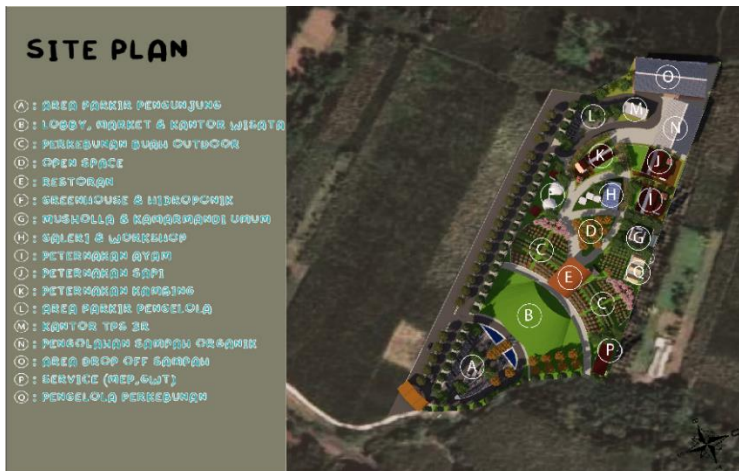 SITE PLAN
A : AREA PARKIR PENGUNJUNG
B : LOBBY, MARKET & KANTOR WISATA
C : PERKEBUNAN BUAH OUTDOOR
D : OPEN SPACE
E : RESTORAN
F : GREENHOUSE & HIDROPONIK
G : MUSHOLLA & KAMARMANDI UMUM
H : GALERI & WORKSHOP
I : PETERNAKAN AYAM
J : PETERNAKAN SAPI
K : PETERNAKAN KAMBING
L : AREA PARKIR PENGELOLA
M : KANTOR TPS 3R
N : PENGOLAHAN SAMPAH ORGANIK
O : AREA DROP OFF SAMPAH
P : SERVICE (MEP,GWT)
Q : PENGELOLA PERKEBUNAN
O
M
L
N
K
J
F
H
I
D
G
C
Q
E
C
B
P
A